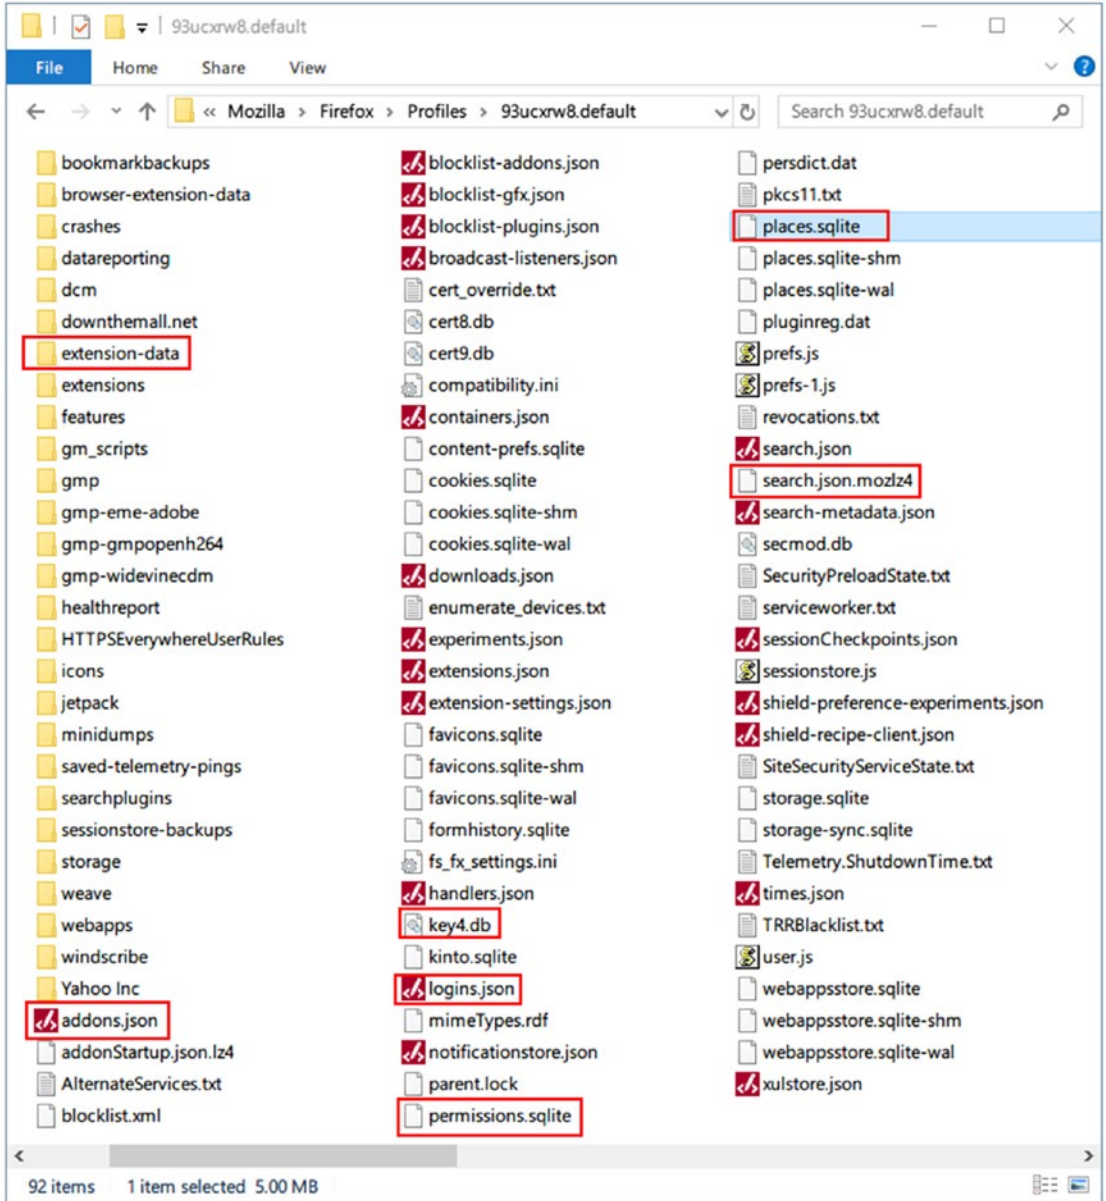 93ucxrw8.default
File Home Share View
« Mozilla > Firefox > Profiles > 93ucxrw8.default
Search 93ucxrw8.default
bookmarkbackups
browser-extension-data
crashes
datareporting
dcm
downthemall.net
extension-data
extensions
features
gm_scripts
gmp
gmp-eme-adobe
gmp-gmpopenh264
gmp-widevinecdm
healthreport
HTTPSEverywhereUserRules
icons
jetpack
minidumps
saved-telemetry-pings
searchplugins
sessionstore-backups
storage
weave
webapps
windscribe
Yahoo Inc
addons.json
addonStartup.json.lz4
AlternateServices.txt
blocklist.xml
blocklist-addons.json
blocklist-gfx.json
blocklist-plugins.json
broadcast-listeners.json
cert_override.txt
cert8.db
cert9.db
compatibility.ini
containers.json
content-prefs.sqlite
cookies.sqlite
cookies.sqlite-shm
cookies.sqlite-wal
downloads.json
enumerate_devices.txt
experiments.json
extensions.json
extension-settings.json
favicons.sqlite
favicons.sqlite-shm
favicons.sqlite-wal
formhistory.sqlite
fs_fx_settings.ini
handlers.json
key4.db
kinto.sqlite
logins.json
mimeTypes.rdf
notificationstore.json
parent.lock
permissions.sqlite
persdict.dat
pkcs11.txt
places.sqlite
places.sqlite-shm
places.sqlite-wal
pluginreg.dat
prefs.js
prefs-1.js
revocations.txt
search.json
search.json.mozlz4
search-metadata.json
secmod.db
SecurityPreloadState.txt
serviceworker.txt
sessionCheckpoints.json
sessionstore.js
shield-preference-experiments.json
shield-recipe-client.json
SiteSecurityServiceState.txt
storage.sqlite
storage-sync.sqlite
Telemetry.ShutdownTime.txt
times.json
TRRBlacklist.txt
user.js
webappsstore.sqlite
webappsstore.sqlite-shm
webappsstore.sqlite-wal
xulstore.json
92 items 1 item selected 5.00 MB